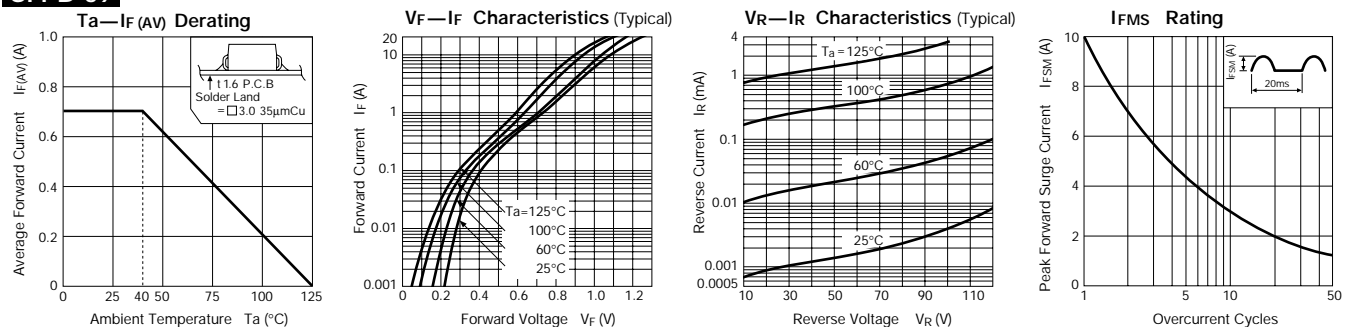 Ta—IF (AV) Derating
Average Forward Current IF(AV) (A)
1.0
0.8
0.6
0.4
0.2
0
t 1.6 P.C.B
Solder Land
= □3.0 35μmCu
0 25 40 50 75 100 125
Ambient Temperature Ta (°C)
VF—IF Characteristics (Typical)
Forward Current IF (A)
20
10
1
0.1
0.01
0.001
Ta=125°C
100°C
60°C
25°C
0 0.2 0.4 0.6 0.8 1.0 1.2
Forward Voltage VF (V)
VR—IR Characteristics (Typical)
Reverse Current IR (mA)
4
1
0.1
0.01
0.001
0.0005
Ta = 125°C
100°C
60°C
25°C
10 30 50 70 90 100 120
Reverse Voltage VR (V)
IFMS Rating
Peak Forward Surge Current IFSM (A)
10
8
6
4
2
0
IFSM (A)
20ms
1 5 10 50
Overcurrent Cycles